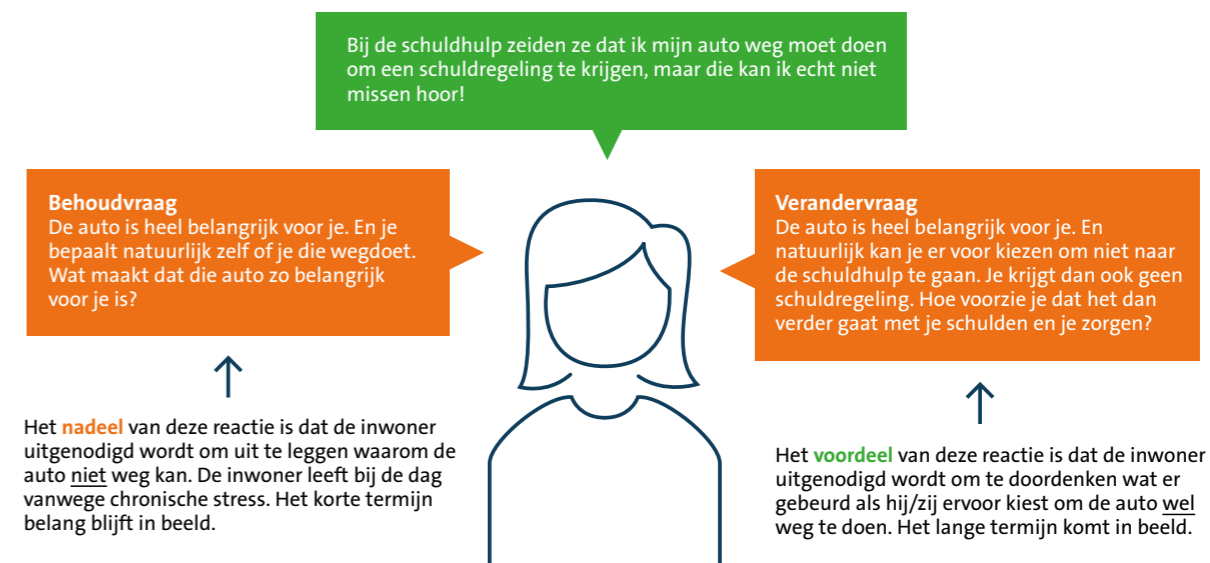 Bij de schuldhulp zeiden ze dat ik mijn auto weg moet doen
om een schuldregeling te krijgen, maar die kan ik echt niet
missen hoor!
Behoudvraag
De auto is heel belangrijk voor je. En je
bepaalt natuurlijk zelf of je die wegdoet.
Wat maakt dat die auto zo belangrijk
voor je is?
Verandervraag
De auto is heel belangrijk voor je. En
natuurlijk kan je er voor kiezen om niet naar
de schuldhulp te gaan. Je krijgt dan ook geen
schuldregeling. Hoe voorzie je dat het dan
verder gaat met je schulden en je zorgen?
Het nadeel van deze reactie is dat de inwoner
uitgenodigd wordt om uit te leggen waarom de
auto niet weg kan. De inwoner leeft bij de dag
vanwege chronische stress. Het korte termijn
belang blijft in beeld.
Het voordeel van deze reactie is dat de inwoner
uitgenodigd wordt om te doordenken wat er
gebeurd als hij/zij ervoor kiest om de auto wel
weg te doen. Het lange termijn komt in beeld.